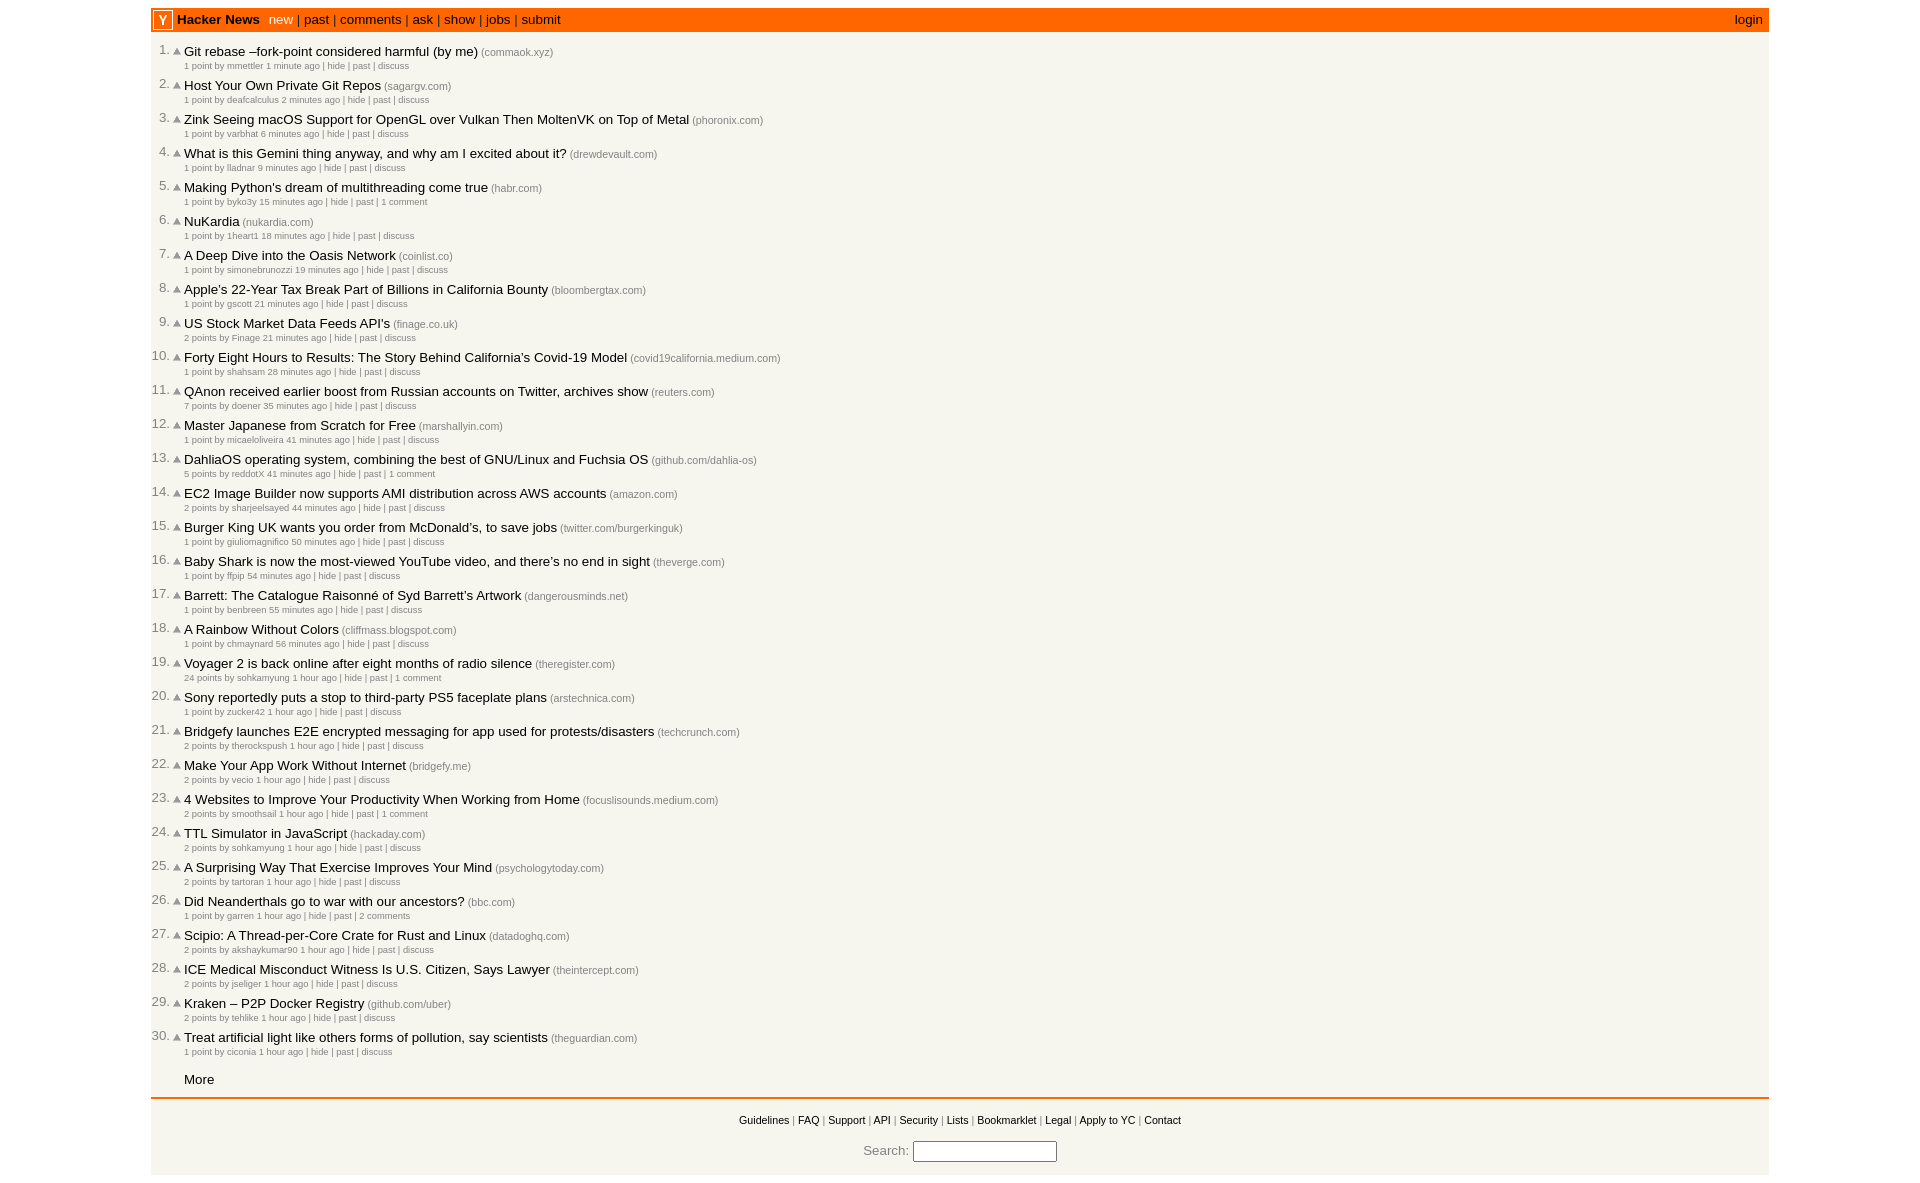 Y Hacker News new | past | comments | ask | show | jobs | submit login
1. Git rebase –fork-point considered harmful (by me) (commaok.xyz)
1 point by mmettler 1 minute ago | hide | past | discuss
2. Host Your Own Private Git Repos (sagargv.com)
1 point by deafcalculus 2 minutes ago | hide | past | discuss
3. Zink Seeing macOS Support for OpenGL over Vulkan Then MoltenVK on Top of Metal (phoronix.com)
1 point by varbhat 6 minutes ago | hide | past | discuss
4. What is this Gemini thing anyway, and why am I excited about it? (drewdevault.com)
1 point by lladnar 9 minutes ago | hide | past | discuss
5. Making Python's dream of multithreading come true (habr.com)
1 point by byko3y 15 minutes ago | hide | past | 1 comment
6. NuKardia (nukardia.com)
1 point by 1heart1 18 minutes ago | hide | past | discuss
7. A Deep Dive into the Oasis Network (coinlist.co)
1 point by simonebrunozzi 19 minutes ago | hide | past | discuss
8. Apple’s 22-Year Tax Break Part of Billions in California Bounty (bloombergtax.com)
1 point by gscott 21 minutes ago | hide | past | discuss
9. US Stock Market Data Feeds API's (finage.co.uk)
2 points by Finage 21 minutes ago | hide | past | discuss
10. Forty Eight Hours to Results: The Story Behind California’s Covid-19 Model (covid19california.medium.com)
1 point by shahsam 28 minutes ago | hide | past | discuss
11. QAnon received earlier boost from Russian accounts on Twitter, archives show (reuters.com)
7 points by doener 35 minutes ago | hide | past | discuss
12. Master Japanese from Scratch for Free (marshallyin.com)
1 point by micaeloliveira 41 minutes ago | hide | past | discuss
13. DahliaOS operating system, combining the best of GNU/Linux and Fuchsia OS (github.com/dahlia-os)
5 points by reddotX 41 minutes ago | hide | past | 1 comment
14. EC2 Image Builder now supports AMI distribution across AWS accounts (amazon.com)
2 points by sharjeelsayed 44 minutes ago | hide | past | discuss
15. Burger King UK wants you order from McDonald’s, to save jobs (twitter.com/burgerkinguk)
1 point by giuliomagnifico 50 minutes ago | hide | past | discuss
16. Baby Shark is now the most-viewed YouTube video, and there’s no end in sight (theverge.com)
1 point by ffpip 54 minutes ago | hide | past | discuss
17. Barrett: The Catalogue Raisonné of Syd Barrett’s Artwork (dangerousminds.net)
1 point by benbreen 55 minutes ago | hide | past | discuss
18. A Rainbow Without Colors (cliffmass.blogspot.com)
1 point by chmaynard 56 minutes ago | hide | past | discuss
19. Voyager 2 is back online after eight months of radio silence (theregister.com)
24 points by sohkamyung 1 hour ago | hide | past | 1 comment
20. Sony reportedly puts a stop to third-party PS5 faceplate plans (arstechnica.com)
1 point by zucker42 1 hour ago | hide | past | discuss
21. Bridgefy launches E2E encrypted messaging for app used for protests/disasters (techcrunch.com)
2 points by therockspush 1 hour ago | hide | past | discuss
22. Make Your App Work Without Internet (bridgefy.me)
2 points by vecio 1 hour ago | hide | past | discuss
23. 4 Websites to Improve Your Productivity When Working from Home (focuslisounds.medium.com)
2 points by smoothsail 1 hour ago | hide | past | 1 comment
24. TTL Simulator in JavaScript (hackaday.com)
2 points by sohkamyung 1 hour ago | hide | past | discuss
25. A Surprising Way That Exercise Improves Your Mind (psychologytoday.com)
2 points by tartoran 1 hour ago | hide | past | discuss
26. Did Neanderthals go to war with our ancestors? (bbc.com)
1 point by garren 1 hour ago | hide | past | 2 comments
27. Scipio: A Thread-per-Core Crate for Rust and Linux (datadoghq.com)
2 points by akshaykumar90 1 hour ago | hide | past | discuss
28. ICE Medical Misconduct Witness Is U.S. Citizen, Says Lawyer (theintercept.com)
2 points by jseliger 1 hour ago | hide | past | discuss
29. Kraken – P2P Docker Registry (github.com/uber)
2 points by tehlike 1 hour ago | hide | past | discuss
30. Treat artificial light like others forms of pollution, say scientists (theguardian.com)
1 point by ciconia 1 hour ago | hide | past | discuss
More
Guidelines | FAQ | Support | API | Security | Lists | Bookmarklet | Legal | Apply to YC | Contact
Search: